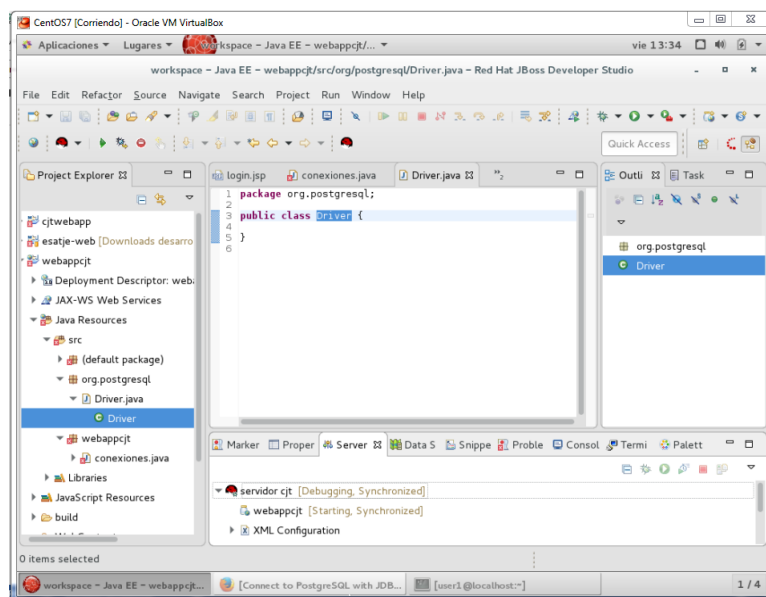 CentOS7 [Corriendo] - Oracle VM VirtualBox
Aplicaciones Lugares workspace - Java EE - webappcjt/... vie 13:34
workspace - Java EE - webappcjt/src/org/postgresql/Driver.java - Red Hat JBoss Developer Studio
File Edit Refactor Source Navigate Search Project Run Window Help
Quick Access
Project Explorer login.jsp conexiones.java Driver.java »2 Outli Task
1 package org.postgresql;
2
3 public class Driver {
4
5 }
6
cjtwebapp
esatje-web [Downloads desarro
webappcjt
Deployment Descriptor: web
JAX-WS Web Services
Java Resources
src
(default package)
org.postgresql
Driver.java
Driver
webappcjt
conexiones.java
Libraries
JavaScript Resources
build
org.postgresql
Driver
Marker Proper Server Data S Snippe Proble Consol Termi Palett
servidor cjt [Debugging, Synchronized]
webappcjt [Starting, Synchronized]
XML Configuration
0 items selected
workspace - Java EE - webappcjt... [Connect to PostgreSQL with JDB... [user1@localhost:~] 1 / 4